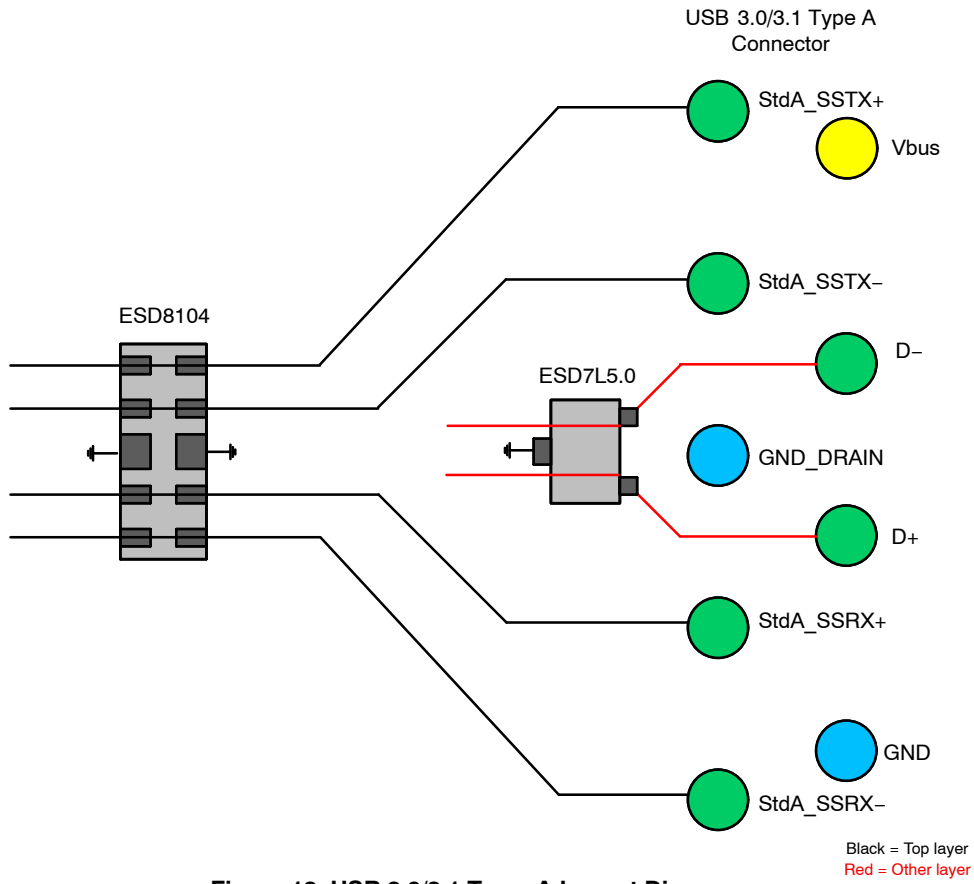 USB 3.0/3.1 Type A
Connector
StdA_SSTX+
Vbus
StdA_SSTX−
ESD8104
D−
ESD7L5.0
GND_DRAIN
D+
StdA_SSRX+
GND
StdA_SSRX−
Black = Top layer
Red = Other layer